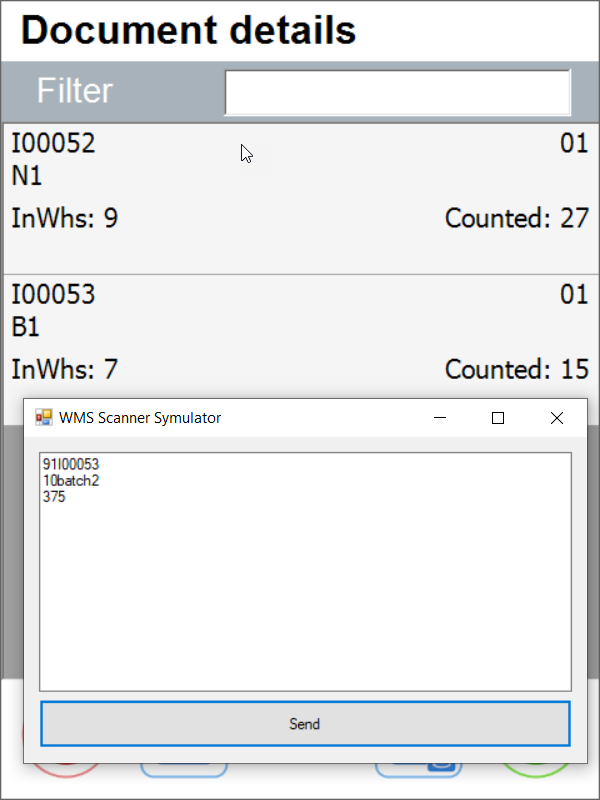 Document details
Filter
I00052 01
N1
InWhs: 9 Counted: 27
I00053 01
B1
InWhs: 7 Counted: 15
WMS Scanner Symulator
91I00053
10batch2
375
Send